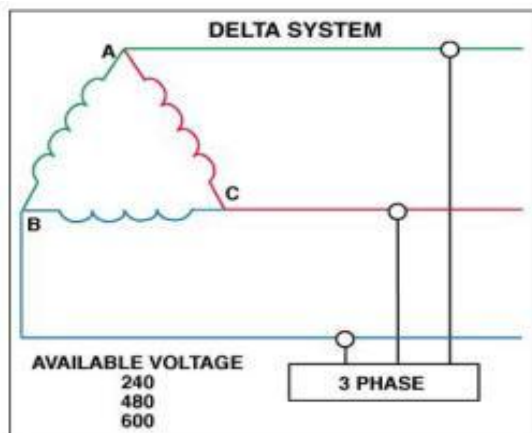 DELTA SYSTEM
A
C
B
AVAILABLE VOLTAGE
240
480
600
3 PHASE